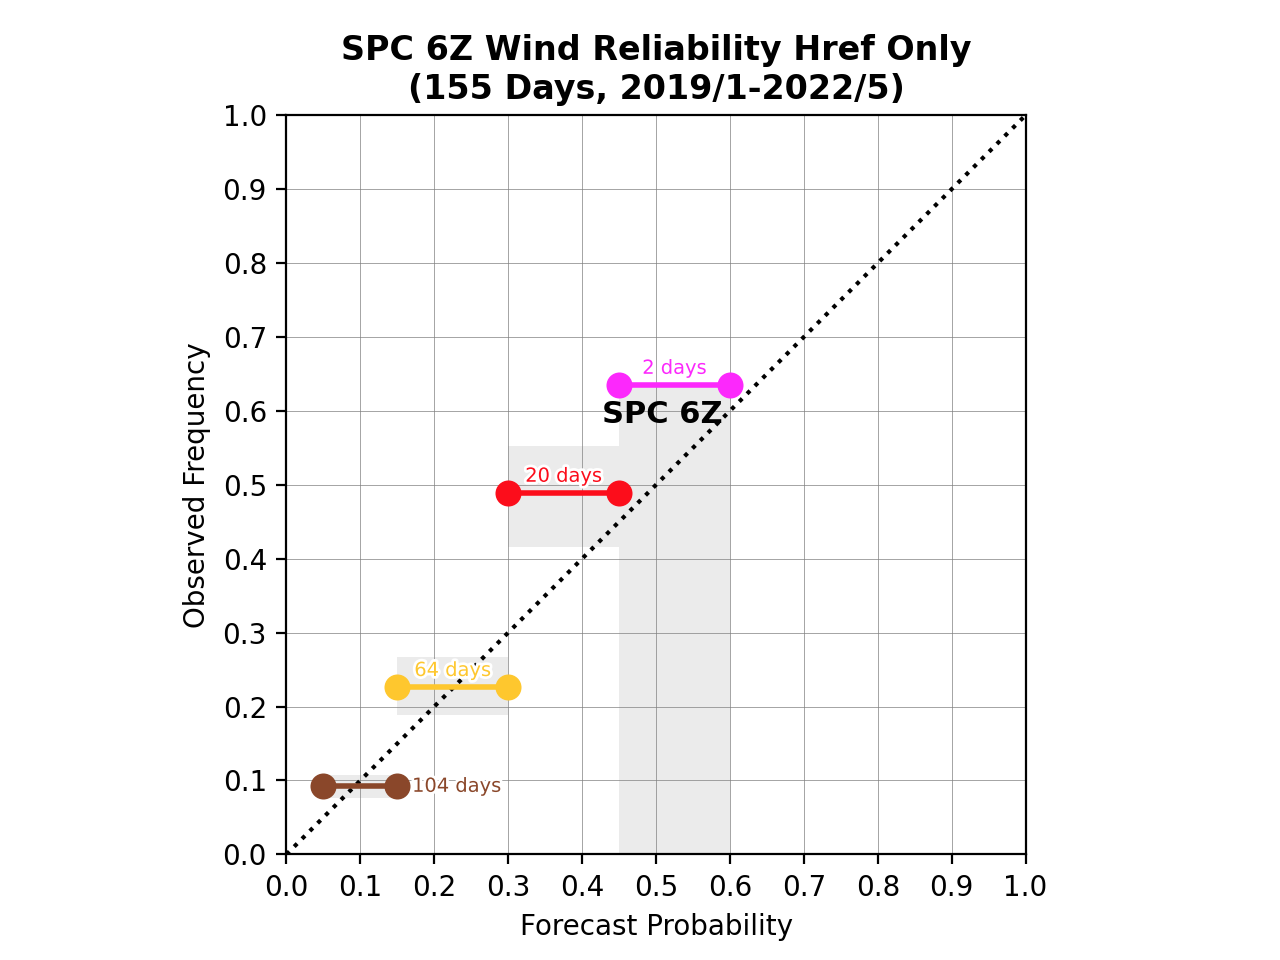 SPC 6Z Wind Reliability Href Only
(155 Days, 2019/1-2022/5)
1.0
0.9
0.8
0.7
0.6
0.5
0.4
0.3
0.2
0.1
0.0
Observed Frequency
2 days
SPC 6Z
20 days
64 days
104 days
0.0 0.1 0.2 0.3 0.4 0.5 0.6 0.7 0.8 0.9 1.0
Forecast Probability